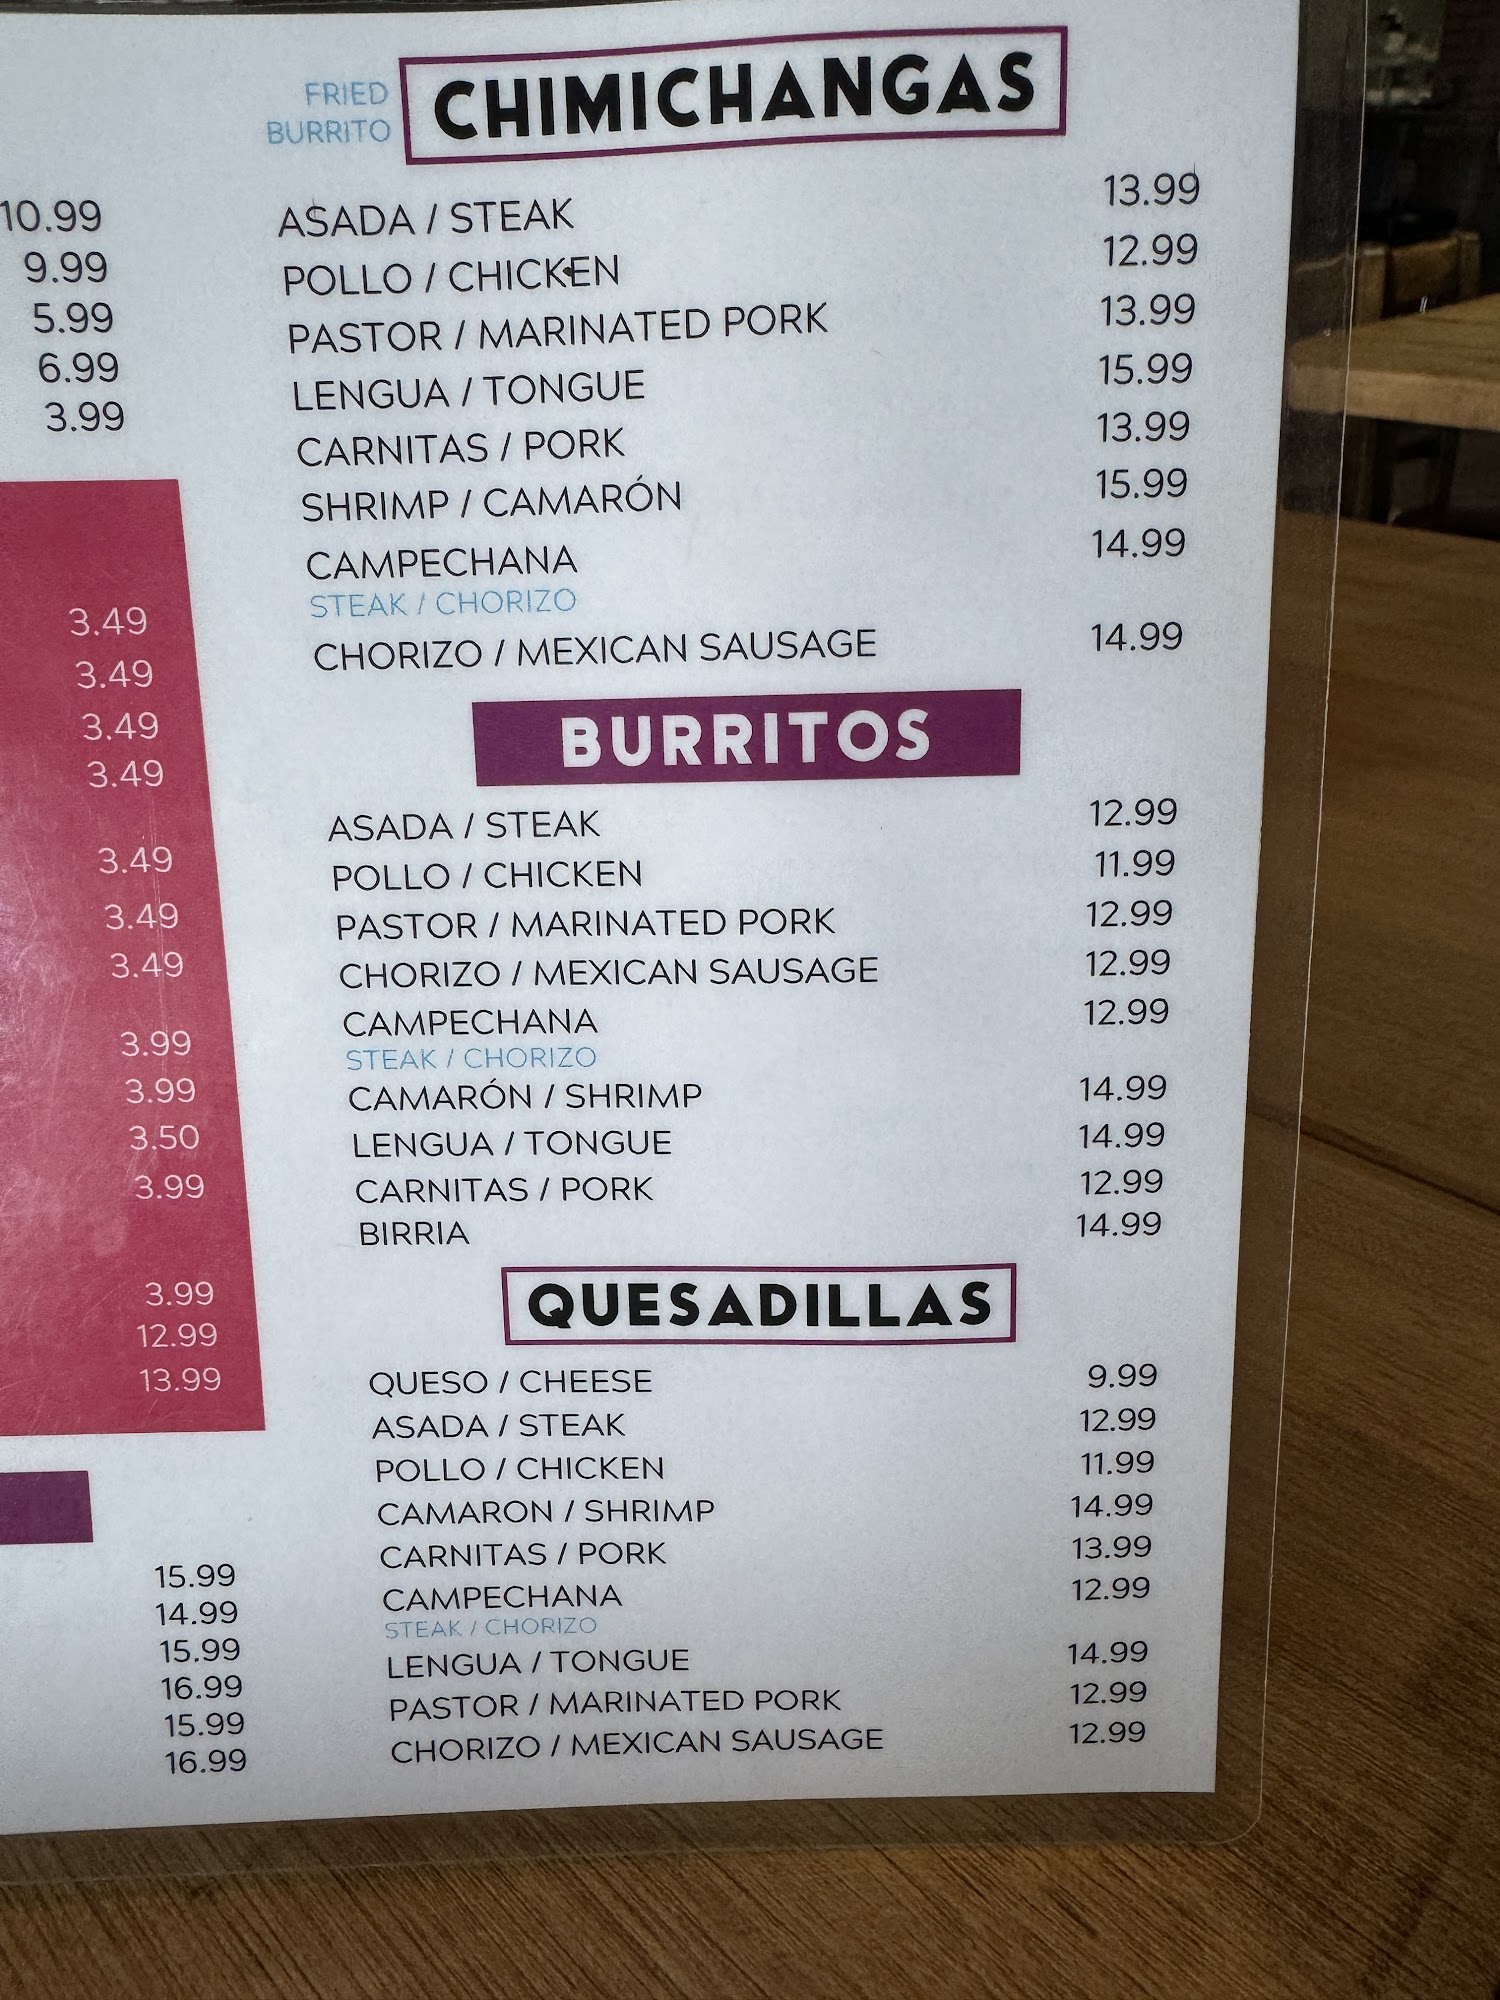 10.99
9.99
5.99
6.99
3.99
3.49
3.49
3.49
3.49
3.49
3.49
3.49
3.99
3.99
3.50
3.99
3.99
12.99
13.99
15.99
14.99
15.99
16.99
15.99
16.99
FRIED
BURRITO
CHIMICHANGAS
ASADA / STEAK 13.99
POLLO / CHICKEN 12.99
PASTOR / MARINATED PORK 13.99
LENGUA / TONGUE 15.99
CARNITAS / PORK 13.99
SHRIMP / CAMARÓN 15.99
CAMPECHANA 14.99
STEAK / CHORIZO
CHORIZO / MEXICAN SAUSAGE 14.99
BURRITOS
ASADA / STEAK 12.99
POLLO / CHICKEN 11.99
PASTOR / MARINATED PORK 12.99
CHORIZO / MEXICAN SAUSAGE 12.99
CAMPECHANA 12.99
STEAK / CHORIZO
CAMARÓN / SHRIMP 14.99
LENGUA / TONGUE 14.99
CARNITAS / PORK 12.99
BIRRIA 14.99
QUESADILLAS
QUESO / CHEESE 9.99
ASADA / STEAK 12.99
POLLO / CHICKEN 11.99
CAMARON / SHRIMP 14.99
CARNITAS / PORK 13.99
CAMPECHANA 12.99
STEAK / CHORIZO
LENGUA / TONGUE 14.99
PASTOR / MARINATED PORK 12.99
CHORIZO / MEXICAN SAUSAGE 12.99